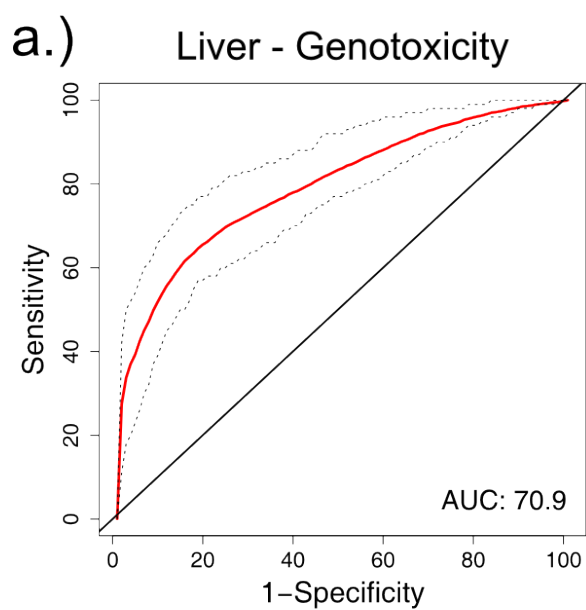 a.)
Liver - Genotoxicity
100
80
60
40
20
0
Sensitivity
AUC: 70.9
0 20 40 60 80 100
1−Specificity